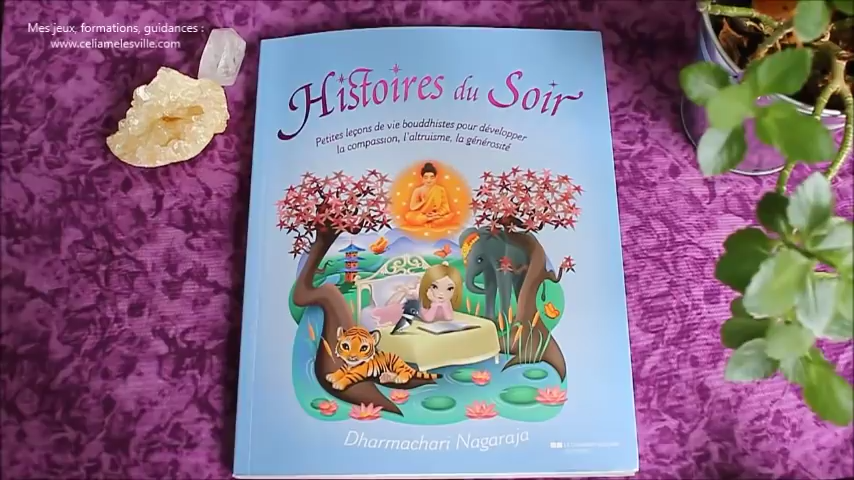 Mes jeux, formations, guidances :
www.celiamelesville.com
Histoires du Soir
Petites leçons de vie bouddhistes pour développer
la compassion, l'altruisme, la générosité
Dharmachari Nagaraja